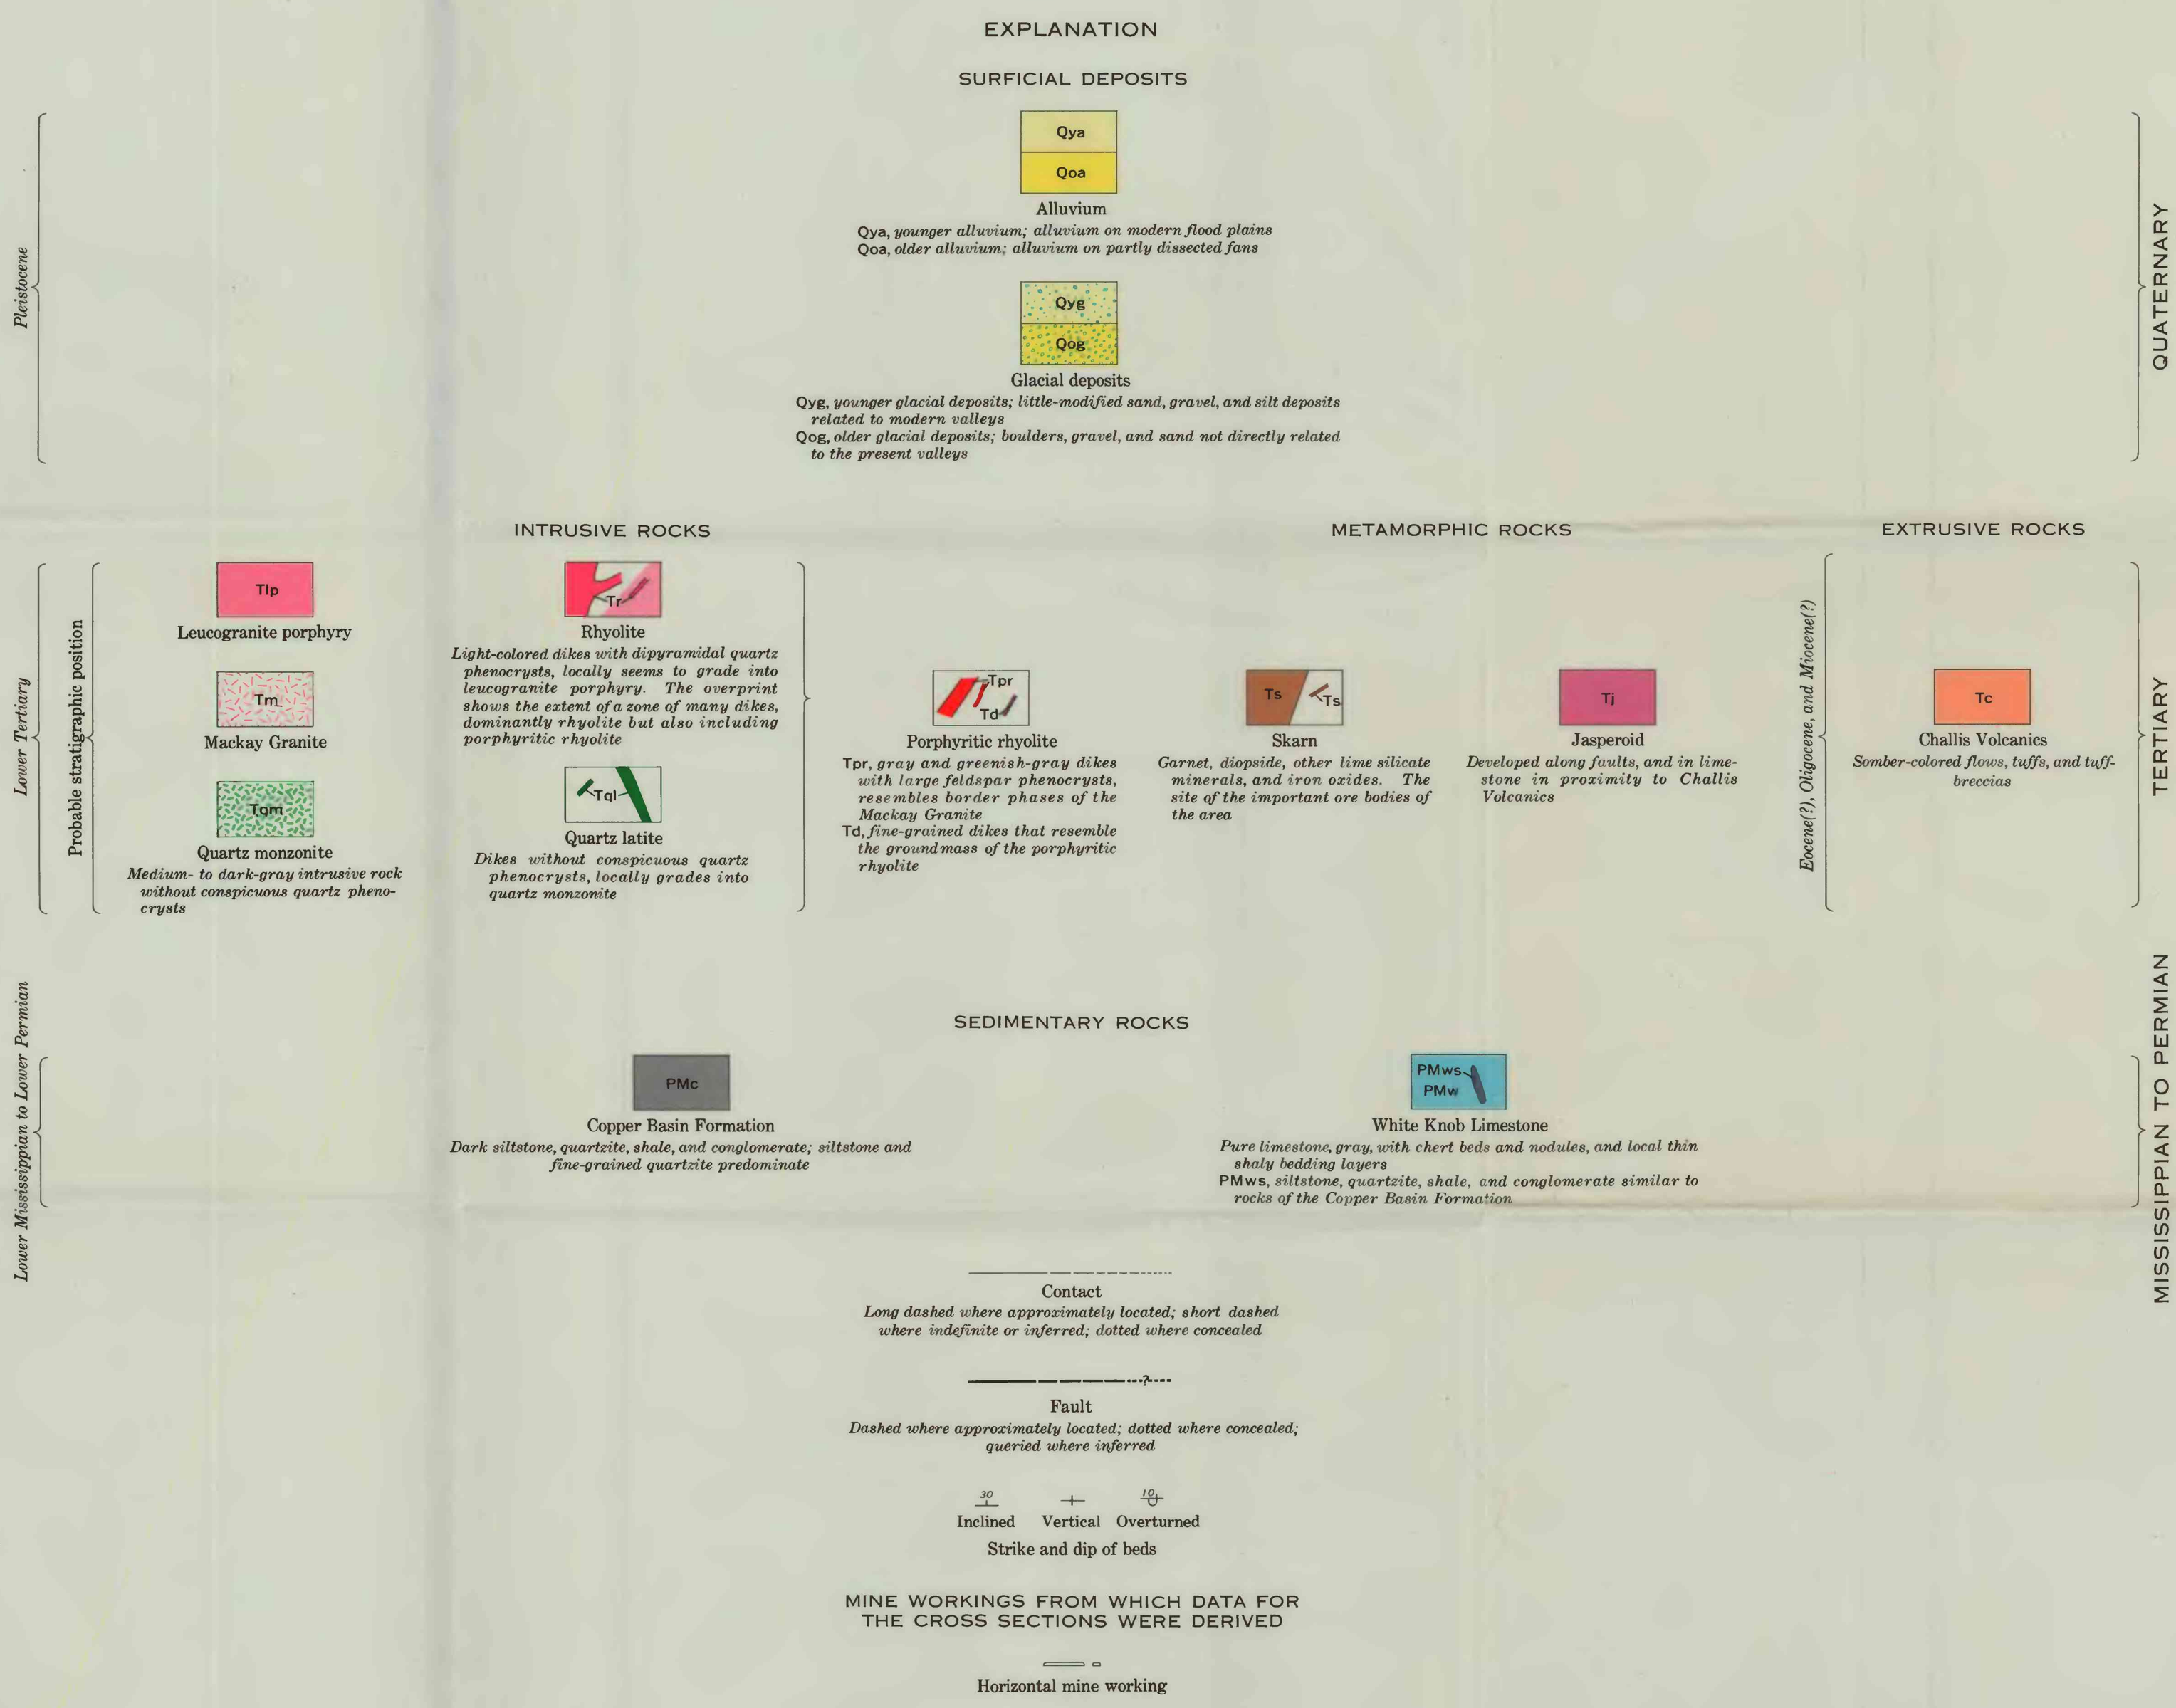 EXPLANATION
SURFICIAL DEPOSITS
Qya
Qoa
Alluvium
Qya, younger alluvium; alluvium on modern flood plains
Qoa, older alluvium; alluvium on partly dissected fans
Qyg
Qog
Glacial deposits
Qyg, younger glacial deposits; little-modified sand, gravel, and silt deposits
related to modern valleys
Qog, older glacial deposits; boulders, gravel, and sand not directly related
to the present valleys
Pleistocene
QUATERNARY
INTRUSIVE ROCKS
METAMORPHIC ROCKS
EXTRUSIVE ROCKS
Lower Tertiary
Probable stratigraphic position
Tlp
Leucogranite porphyry
Tm
Mackay Granite
Tqm
Quartz monzonite
Medium- to dark-gray intrusive rock
without conspicuous quartz pheno-
crysts
Tr
Rhyolite
Light-colored dikes with dipyramidal quartz
phenocrysts, locally seems to grade into
leucogranite porphyry. The overprint
shows the extent of a zone of many dikes,
dominantly rhyolite but also including
porphyritic rhyolite
Tql
Quartz latite
Dikes without conspicuous quartz
phenocrysts, locally grades into
quartz monzonite
Tpr
Td
Porphyritic rhyolite
Tpr, gray and greenish-gray dikes
with large feldspar phenocrysts,
resembles border phases of the
Mackay Granite
Td, fine-grained dikes that resemble
the groundmass of the porphyritic
rhyolite
Ts
Ts
Skarn
Garnet, diopside, other lime silicate
minerals, and iron oxides. The
site of the important ore bodies of
the area
Tj
Jasperoid
Developed along faults, and in lime-
stone in proximity to Challis
Volcanics
Eocene(?), Oligocene, and Miocene(?)
Tc
Challis Volcanics
Somber-colored flows, tuffs, and tuff-
breccias
TERTIARY
SEDIMENTARY ROCKS
Lower Mississippian to Lower Permian
PMc
Copper Basin Formation
Dark siltstone, quartzite, shale, and conglomerate; siltstone and
fine-grained quartzite predominate
PMws
PMw
White Knob Limestone
Pure limestone, gray, with chert beds and nodules, and local thin
shaly bedding layers
PMws, siltstone, quartzite, shale, and conglomerate similar to
rocks of the Copper Basin Formation
MISSISSIPPIAN TO PERMIAN
Contact
Long dashed where approximately located; short dashed
where indefinite or inferred; dotted where concealed
?
Fault
Dashed where approximately located; dotted where concealed;
queried where inferred
30
10
Inclined Vertical Overturned
Strike and dip of beds
MINE WORKINGS FROM WHICH DATA FOR
THE CROSS SECTIONS WERE DERIVED
Horizontal mine working